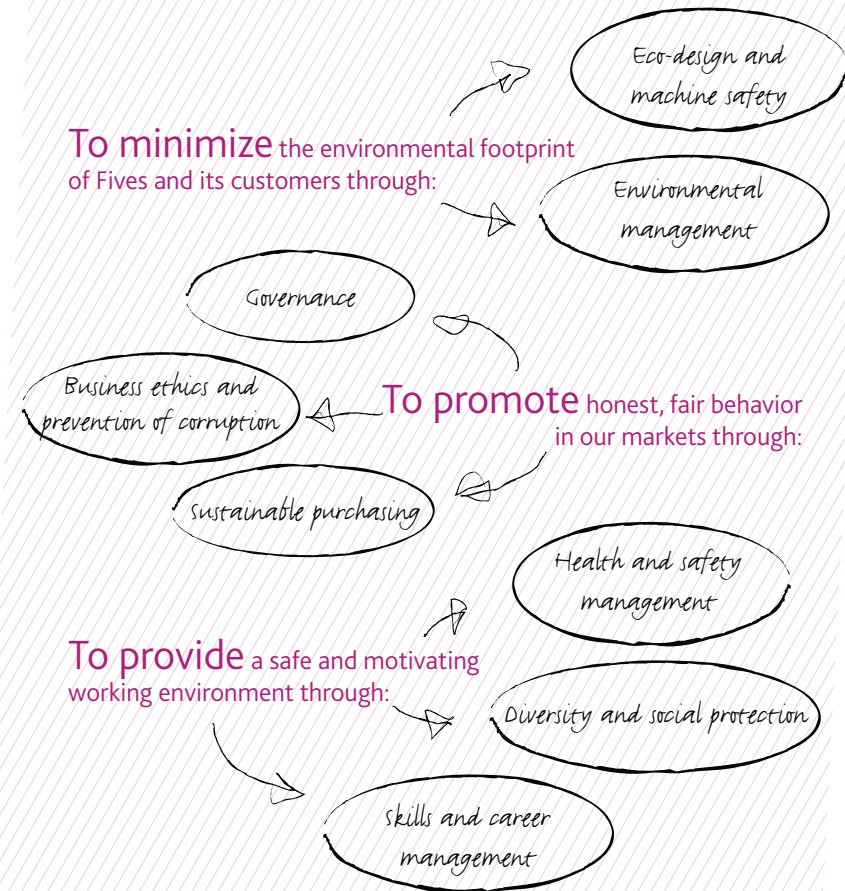 Eco-design and
machine safety
To minimize the environmental footprint
of Fives and its customers through:
Environmental
management
Governance
Business ethics and
prevention of corruption
To promote honest, fair behavior
in our markets through:
Sustainable purchasing
Health and safety
management
To provide a safe and motivating
working environment through:
Diversity and social protection
Skills and career
management